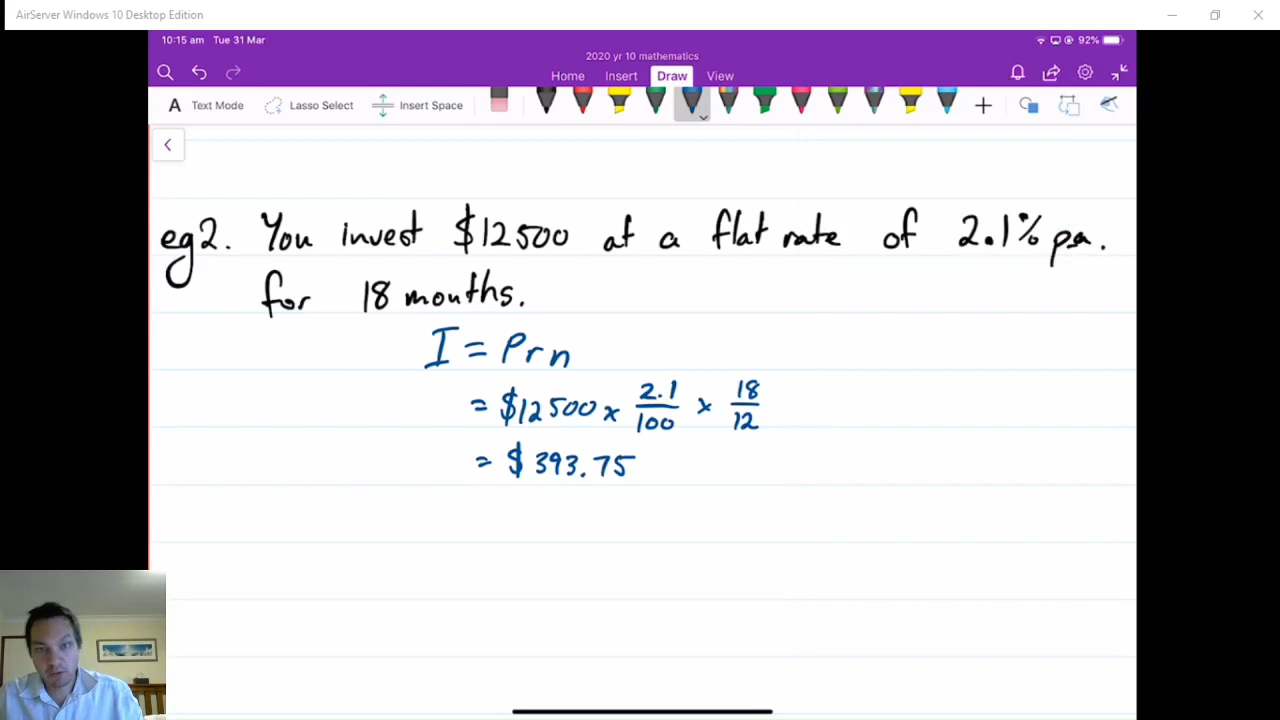 AirServer Windows 10 Desktop Edition
10:15 am Tue 31 Mar
92%
2020 yr 10 mathematics
Home Insert Draw View
A Text Mode Lasso Select Insert Space
eg2. You invest $12500 at a flat rate of 2.1% pa.
for 18 months.
I = Prn
= $12500 × 2.1/100 × 18/12
= $393.75